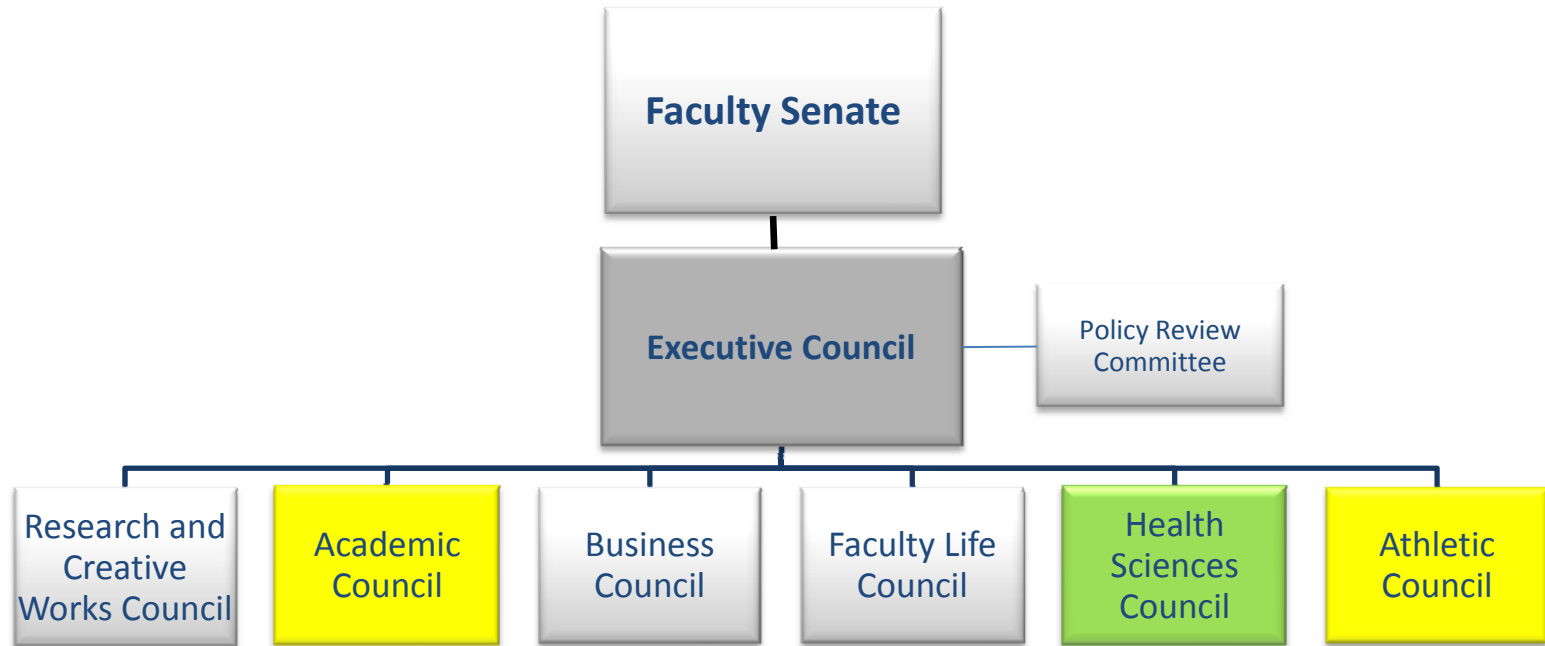 Faculty Senate
Executive Council
Policy Review
Committee
Research and
Creative
Works Council
Academic
Council
Business
Council
Faculty Life
Council
Health
Sciences
Council
Athletic
Council